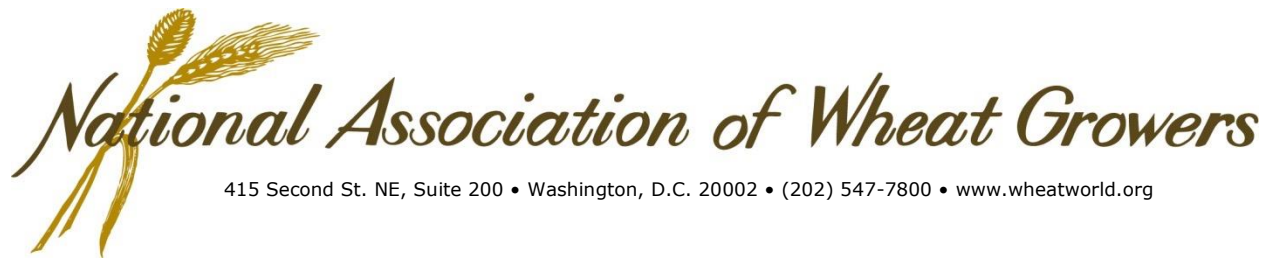 National Association of Wheat Growers
415 Second St. NE, Suite 200 • Washington, D.C. 20002 • (202) 547-7800 • www.wheatworld.org